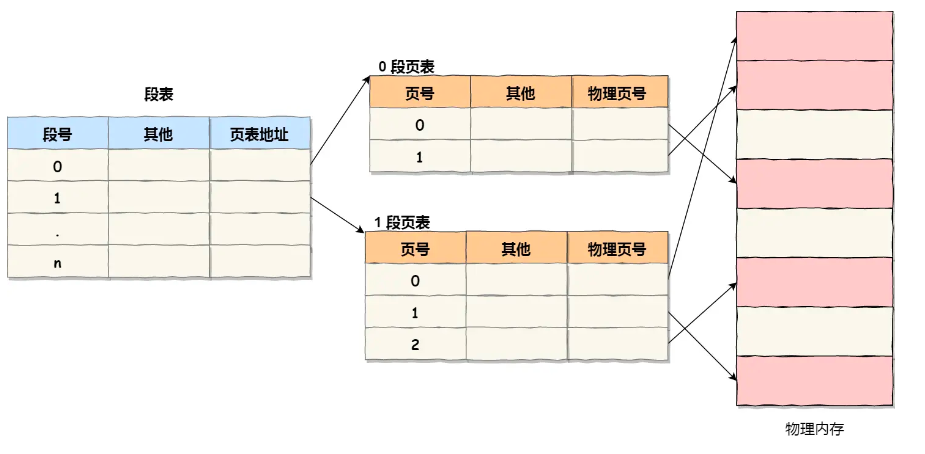 段表
段号 其他 页表地址
0
1
.
n
0 段页表
页号 其他 物理页号
0
1
1 段页表
页号 其他 物理页号
0
1
2
物理内存